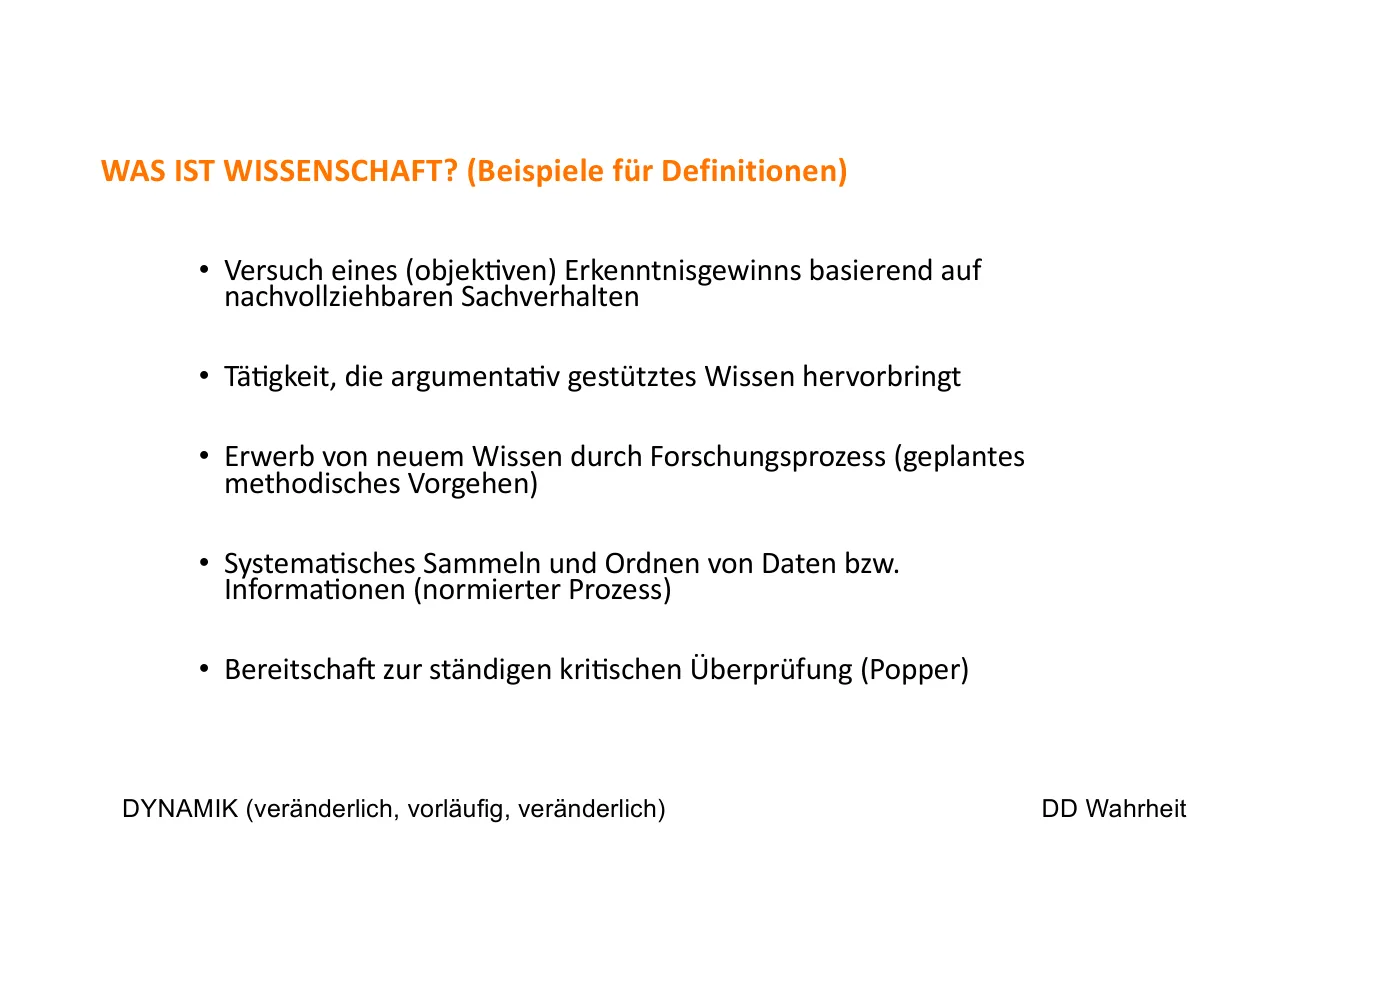 WAS IST WISSENSCHAFT? (Beispiele für Definitionen)
• Versuch eines (objektiven) Erkenntnisgewinns basierend auf
nachvollziehbaren Sachverhalten
• Tätigkeit, die argumentativ gestütztes Wissen hervorbringt
• Erwerb von neuem Wissen durch Forschungsprozess (geplantes
methodisches Vorgehen)
• Systematisches Sammeln und Ordnen von Daten bzw.
Informationen (normierter Prozess)
• Bereitschaft zur ständigen kritischen Überprüfung (Popper)
DYNAMIK (veränderlich, vorläufig, veränderlich) DD Wahrheit